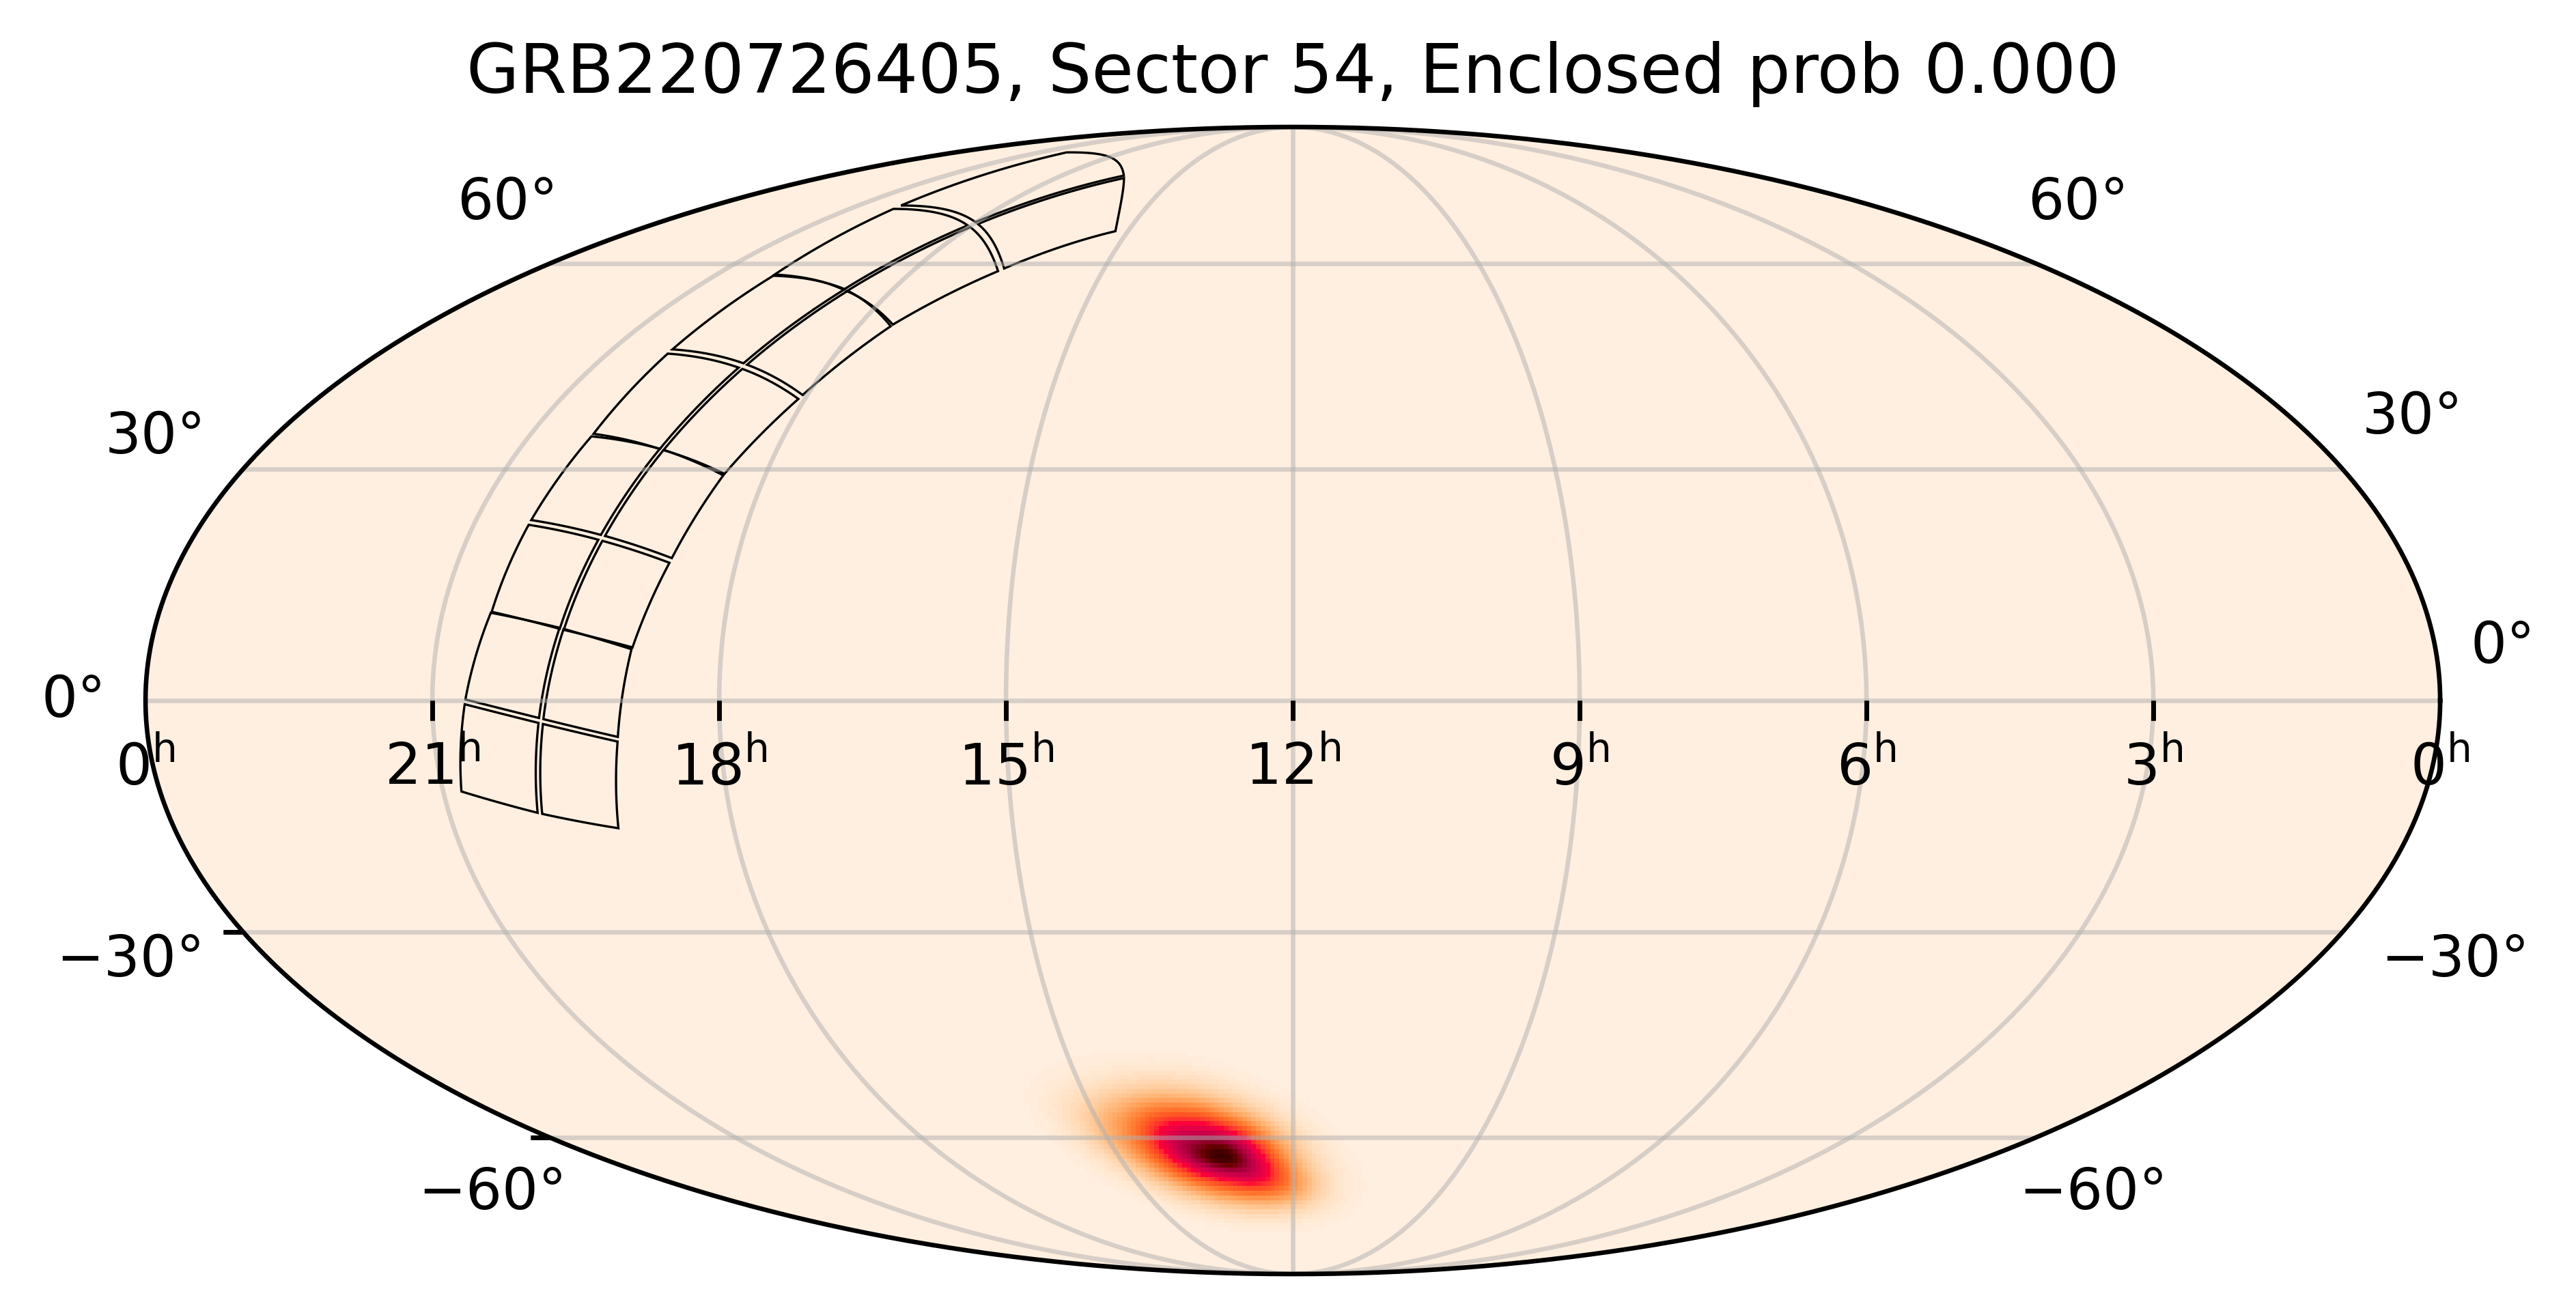 GRB220726405, Sector 54, Enclosed prob 0.000
60° 60°
30° 30°
0° 0°
0h 21h 18h 15h 12h 9h 6h 3h 0h
−30° −30°
−60° −60°